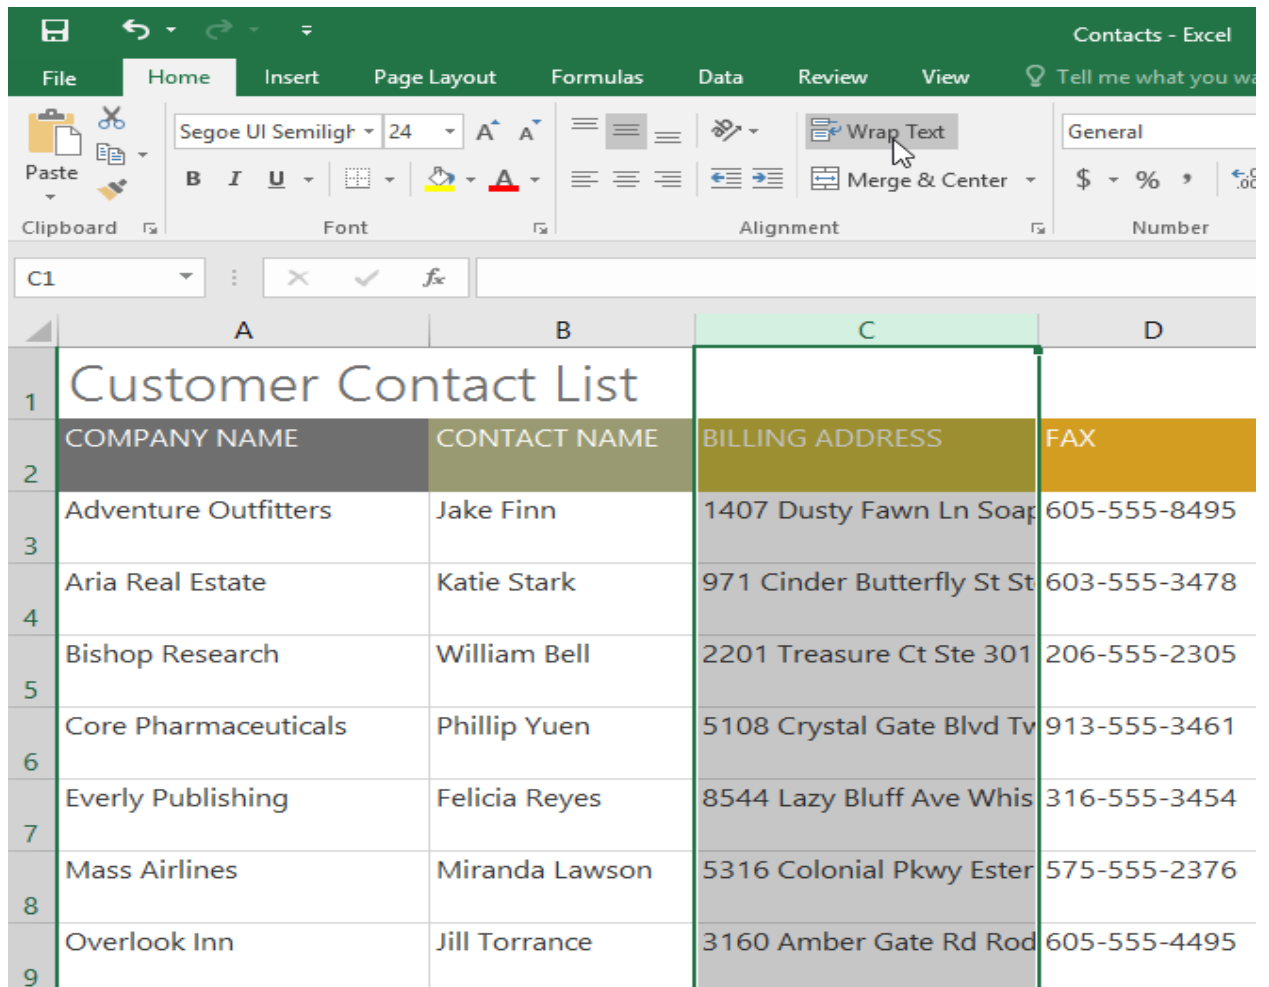 Contacts - Excel
File Home Insert Page Layout Formulas Data Review View Tell me what you wa
Paste
Segoe UI Semiligh 24 A A Wrap Text General
B I U A Merge & Center $ % , .00
Clipboard Font Alignment Number
C1 fx
A B C D
1 Customer Contact List
2 COMPANY NAME CONTACT NAME BILLING ADDRESS FAX
3 Adventure Outfitters Jake Finn 1407 Dusty Fawn Ln Soap 605-555-8495
4 Aria Real Estate Katie Stark 971 Cinder Butterfly St St 603-555-3478
5 Bishop Research William Bell 2201 Treasure Ct Ste 301 206-555-2305
6 Core Pharmaceuticals Phillip Yuen 5108 Crystal Gate Blvd Tw 913-555-3461
7 Everly Publishing Felicia Reyes 8544 Lazy Bluff Ave Whis 316-555-3454
8 Mass Airlines Miranda Lawson 5316 Colonial Pkwy Ester 575-555-2376
9 Overlook Inn Jill Torrance 3160 Amber Gate Rd Rod 605-555-4495